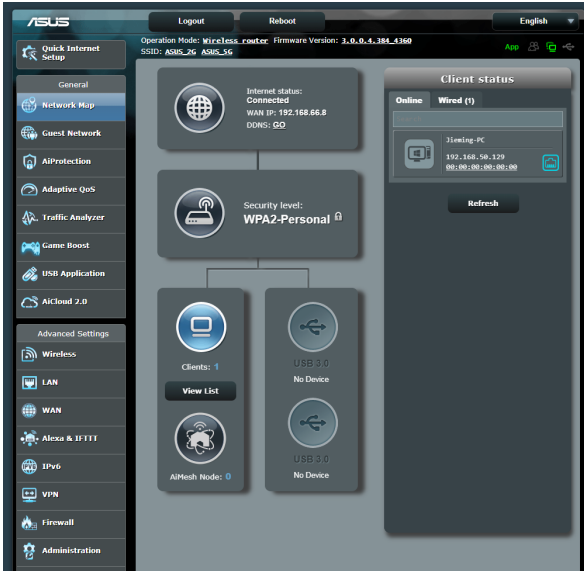 ASUS
Logout
Reboot
English
Quick Internet
Setup
Operation Mode: Wireless router Firmware Version: 3.0.0.4.384_4360
SSID: ASUS_2G ASUS_5G
App
General
Network Map
Guest Network
AiProtection
Adaptive QoS
Traffic Analyzer
Game Boost
USB Application
AiCloud 2.0
Advanced Settings
Wireless
LAN
WAN
Alexa & IFTTT
IPv6
VPN
Firewall
Administration
Internet status:
Connected
WAN IP: 192.168.66.8
DDNS: GO
Security level:
WPA2-Personal
Clients: 1
View List
AiMesh Node: 0
USB 3.0
No Device
USB 3.0
No Device
Client status
Online
Wired (1)
Jieming-PC
192.168.50.129
00:00:00:00:00:00
Refresh